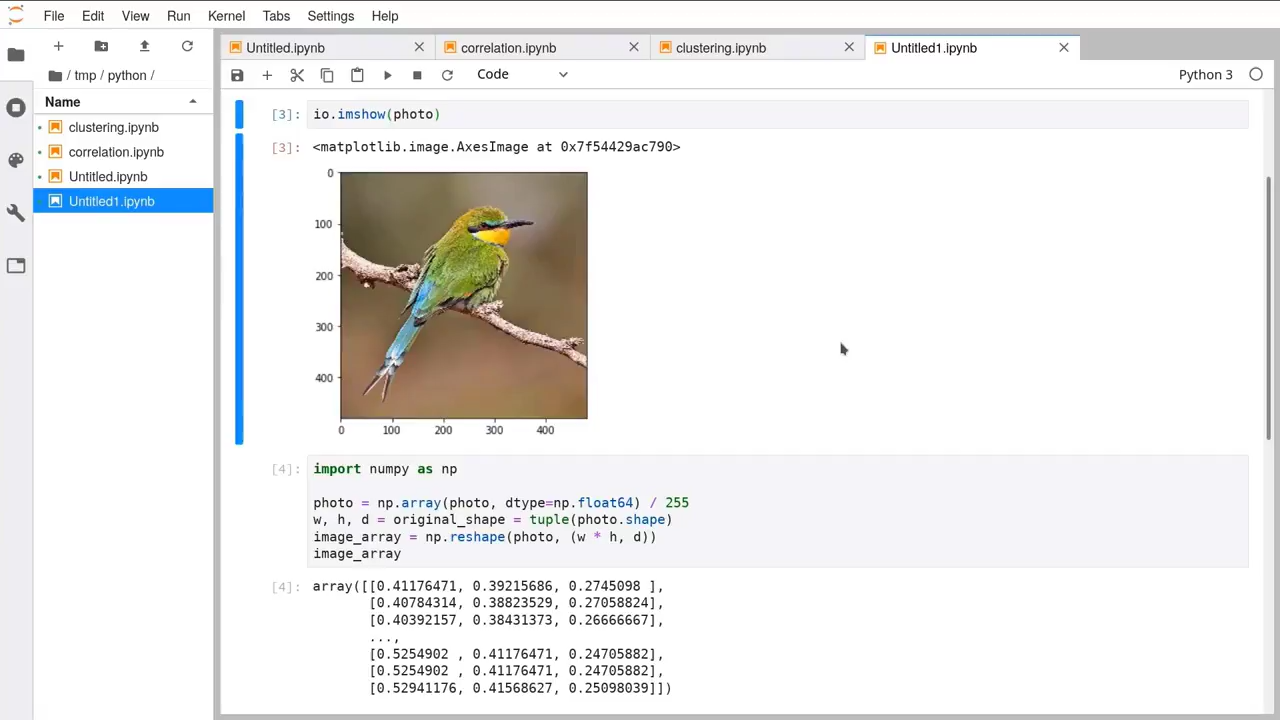 File Edit View Run Kernel Tabs Settings Help
/ tmp / python /
Name
clustering.ipynb
correlation.ipynb
Untitled.ipynb
Untitled1.ipynb
Untitled.ipynb correlation.ipynb clustering.ipynb Untitled1.ipynb
Code Python 3
[3]: io.imshow(photo)
[3]: <matplotlib.image.AxesImage at 0x7f54429ac790>
0
100
200
300
400
0 100 200 300 400
[4]: import numpy as np
photo = np.array(photo, dtype=np.float64) / 255
w, h, d = original_shape = tuple(photo.shape)
image_array = np.reshape(photo, (w * h, d))
image_array
[4]: array([[0.41176471, 0.39215686, 0.2745098 ],
[0.40784314, 0.38823529, 0.27058824],
[0.40392157, 0.38431373, 0.26666667],
...,
[0.5254902 , 0.41176471, 0.24705882],
[0.5254902 , 0.41176471, 0.24705882],
[0.52941176, 0.41568627, 0.25098039]])